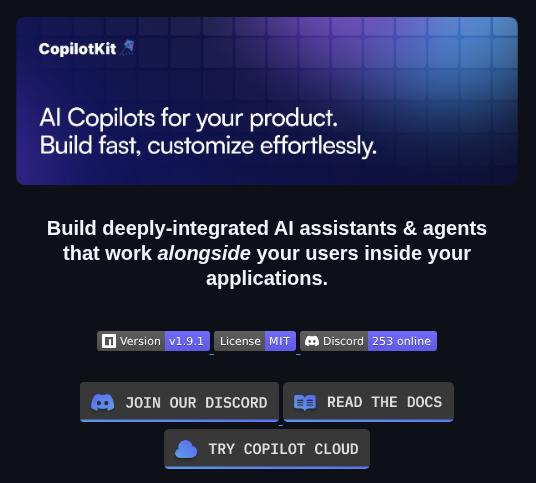 CopilotKit
AI Copilots for your product.
Build fast, customize effortlessly.
Build deeply-integrated AI assistants & agents
that work alongside your users inside your
applications.
Version v1.9.1 License MIT Discord 253 online
JOIN OUR DISCORD READ THE DOCS
TRY COPILOT CLOUD